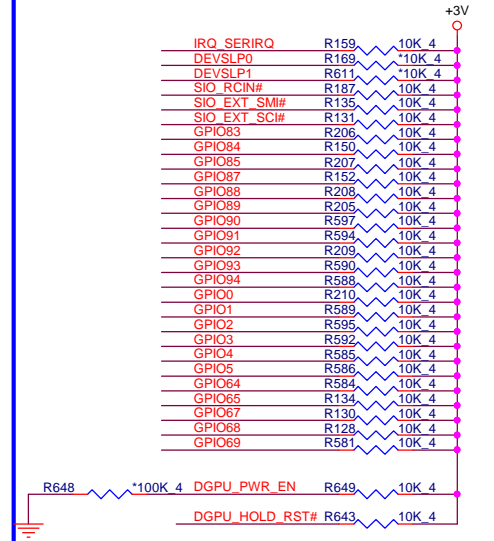 +3V
IRQ_SERIRQ R159 10K_4
DEVSLP0 R169 *10K_4
DEVSLP1 R611 *10K_4
SIO_RCIN# R187 10K_4
SIO_EXT_SMI# R135 10K_4
SIO_EXT_SCI# R131 10K_4
GPIO83 R206 10K_4
GPIO84 R150 10K_4
GPIO85 R207 10K_4
GPIO87 R152 10K_4
GPIO88 R208 10K_4
GPIO89 R205 10K_4
GPIO90 R597 10K_4
GPIO91 R594 10K_4
GPIO92 R209 10K_4
GPIO93 R590 10K_4
GPIO94 R588 10K_4
GPIO0 R210 10K_4
GPIO1 R589 10K_4
GPIO2 R595 10K_4
GPIO3 R592 10K_4
GPIO4 R585 10K_4
GPIO5 R586 10K_4
GPIO64 R584 10K_4
GPIO65 R134 10K_4
GPIO67 R130 10K_4
GPIO68 R128 10K_4
GPIO69 R581 10K_4
R648 *100K_4 DGPU_PWR_EN R649 10K_4
DGPU_HOLD_RST# R643 10K_4